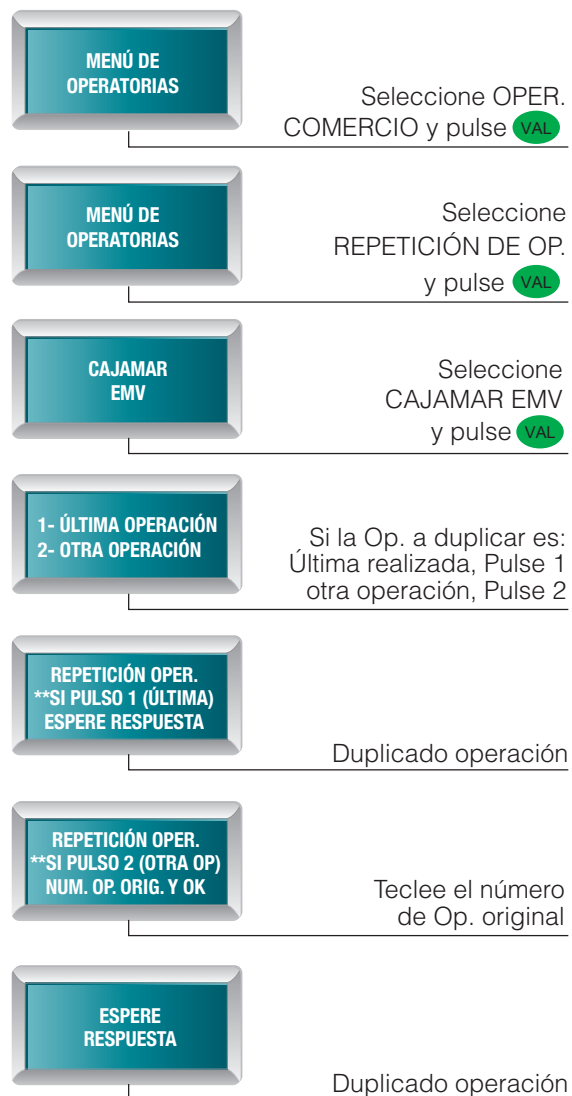 MENÚ DE
OPERATORIAS
Seleccione OPER.
COMERCIO y pulse VAL
MENÚ DE
OPERATORIAS
Seleccione
REPETICIÓN DE OP.
y pulse VAL
CAJAMAR
EMV
Seleccione
CAJAMAR EMV
y pulse VAL
1- ÚLTIMA OPERACIÓN
2- OTRA OPERACIÓN
Si la Op. a duplicar es:
Última realizada, Pulse 1
otra operación, Pulse 2
REPETICIÓN OPER.
**SI PULSO 1 (ÚLTIMA)
ESPERE RESPUESTA
Duplicado operación
REPETICIÓN OPER.
**SI PULSO 2 (OTRA OP)
NUM. OP. ORIG. Y OK
Teclee el número
de Op. original
ESPERE
RESPUESTA
Duplicado operación